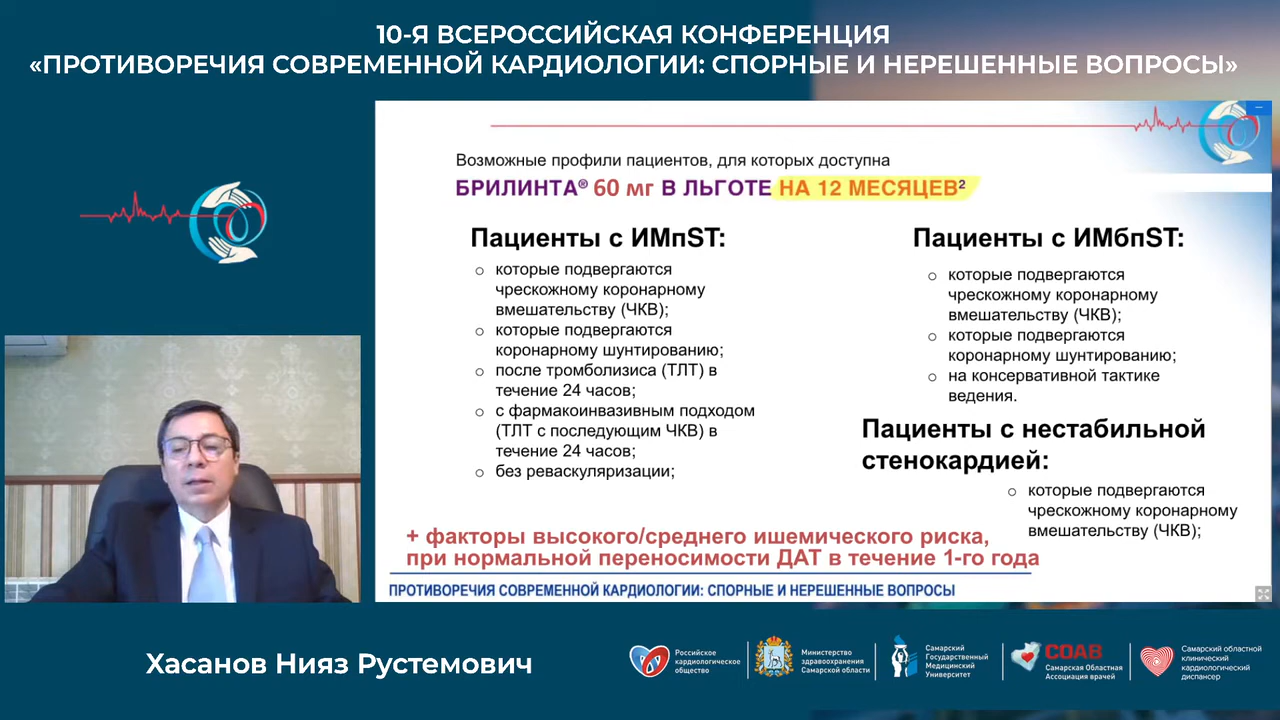 10-Я ВСЕРОССИЙСКАЯ КОНФЕРЕНЦИЯ
«ПРОТИВОРЕЧИЯ СОВРЕМЕННОЙ КАРДИОЛОГИИ: СПОРНЫЕ И НЕРЕШЕННЫЕ ВОПРОСЫ»
Возможные профили пациентов, для которых доступна
БРИЛИНТА® 60 мг В ЛЬГОТЕ НА 12 МЕСЯЦЕВ²
Пациенты с ИМпST:
o которые подвергаются
чрескожному коронарному
вмешательству (ЧКВ);
o которые подвергаются
коронарному шунтированию;
o после тромболизиса (ТЛТ) в
течение 24 часов;
o с фармакоинвазивным подходом
(ТЛТ с последующим ЧКВ) в
течение 24 часов;
o без реваскуляризации;
Пациенты с ИМбпST:
o которые подвергаются
чрескожному коронарному
вмешательству (ЧКВ);
o которые подвергаются
коронарному шунтированию;
o на консервативной тактике
ведения.
Пациенты с нестабильной
стенокардией:
o которые подвергаются
чрескожному коронарному
вмешательству (ЧКВ);
+ факторы высокого/среднего ишемического риска,
при нормальной переносимости ДАТ в течение 1-го года
ПРОТИВОРЕЧИЯ СОВРЕМЕННОЙ КАРДИОЛОГИИ: СПОРНЫЕ И НЕРЕШЕННЫЕ ВОПРОСЫ
Хасанов Нияз Рустемович
Российское
кардиологическое
общество
Министерство
здравоохранения
Самарской области
Самарский
Государственный
Медицинский
Университет
СОАВ
Самарская Областная
Ассоциация врачей
Самарский областной
клинический
кардиологический
диспансер